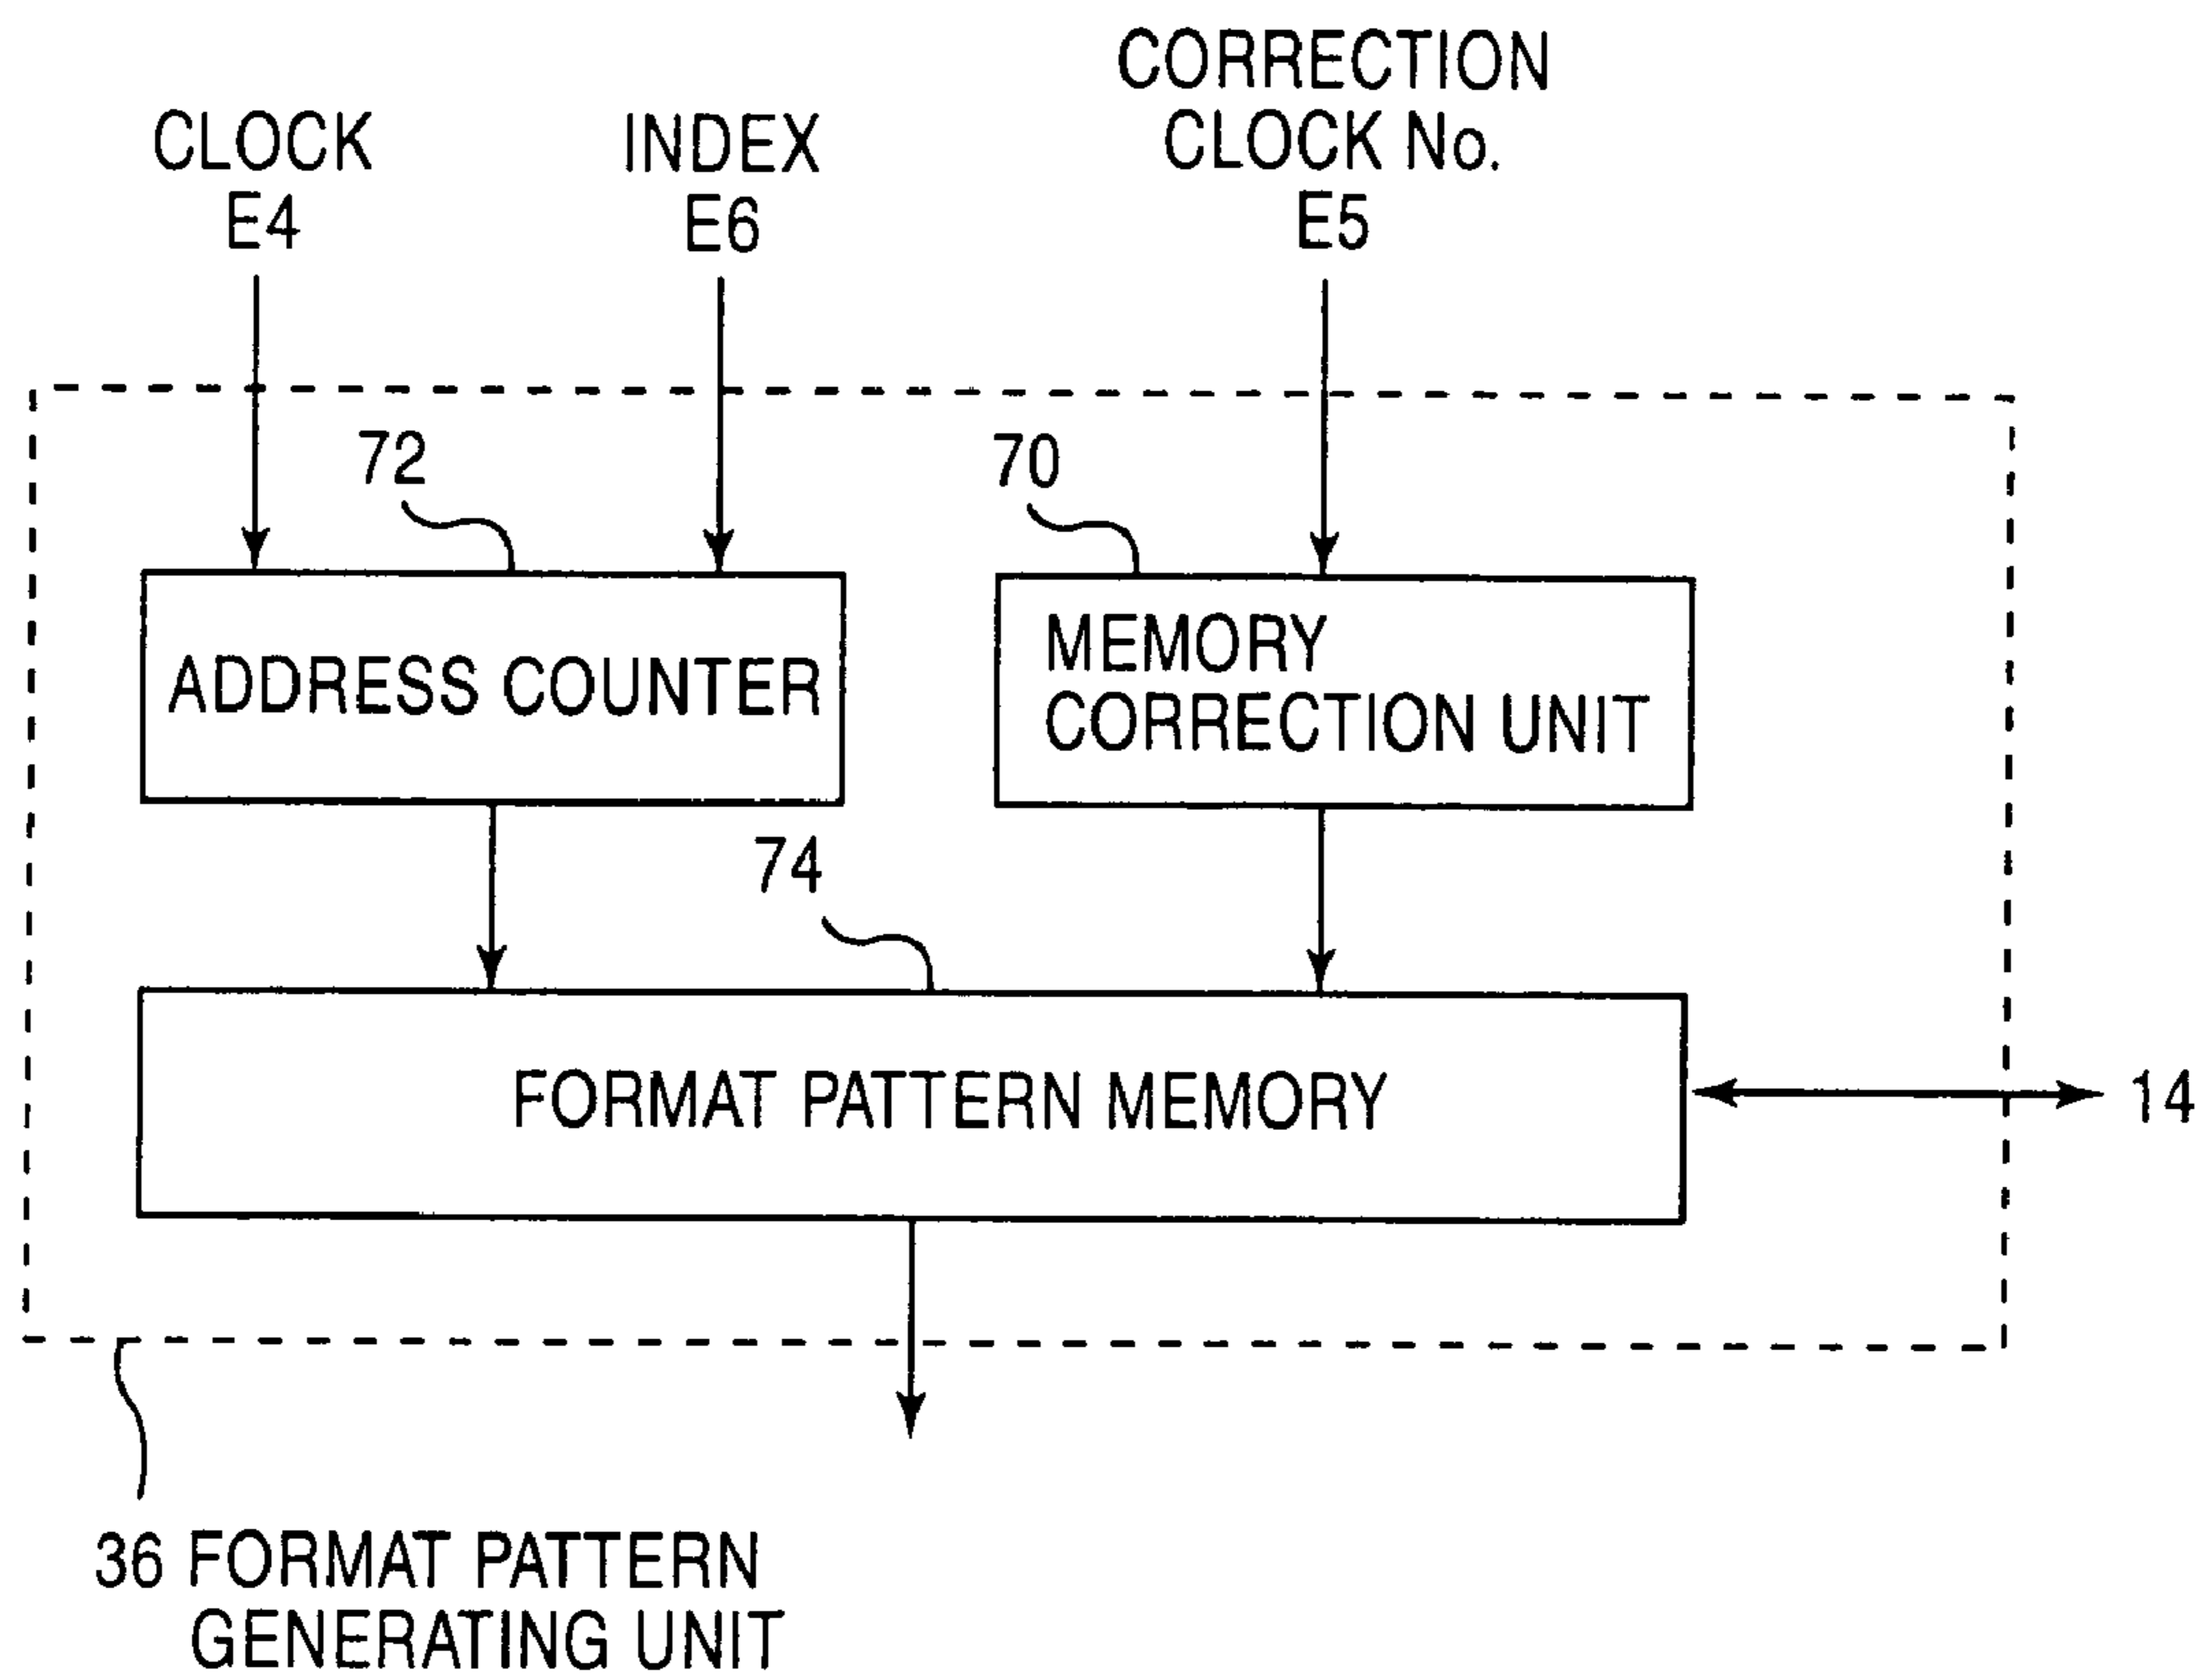 CLOCK
E4
INDEX
E6
CORRECTION
CLOCK No.
E5
72
70
ADDRESS COUNTER
MEMORY
CORRECTION UNIT
74
FORMAT PATTERN MEMORY
14
36 FORMAT PATTERN
GENERATING UNIT